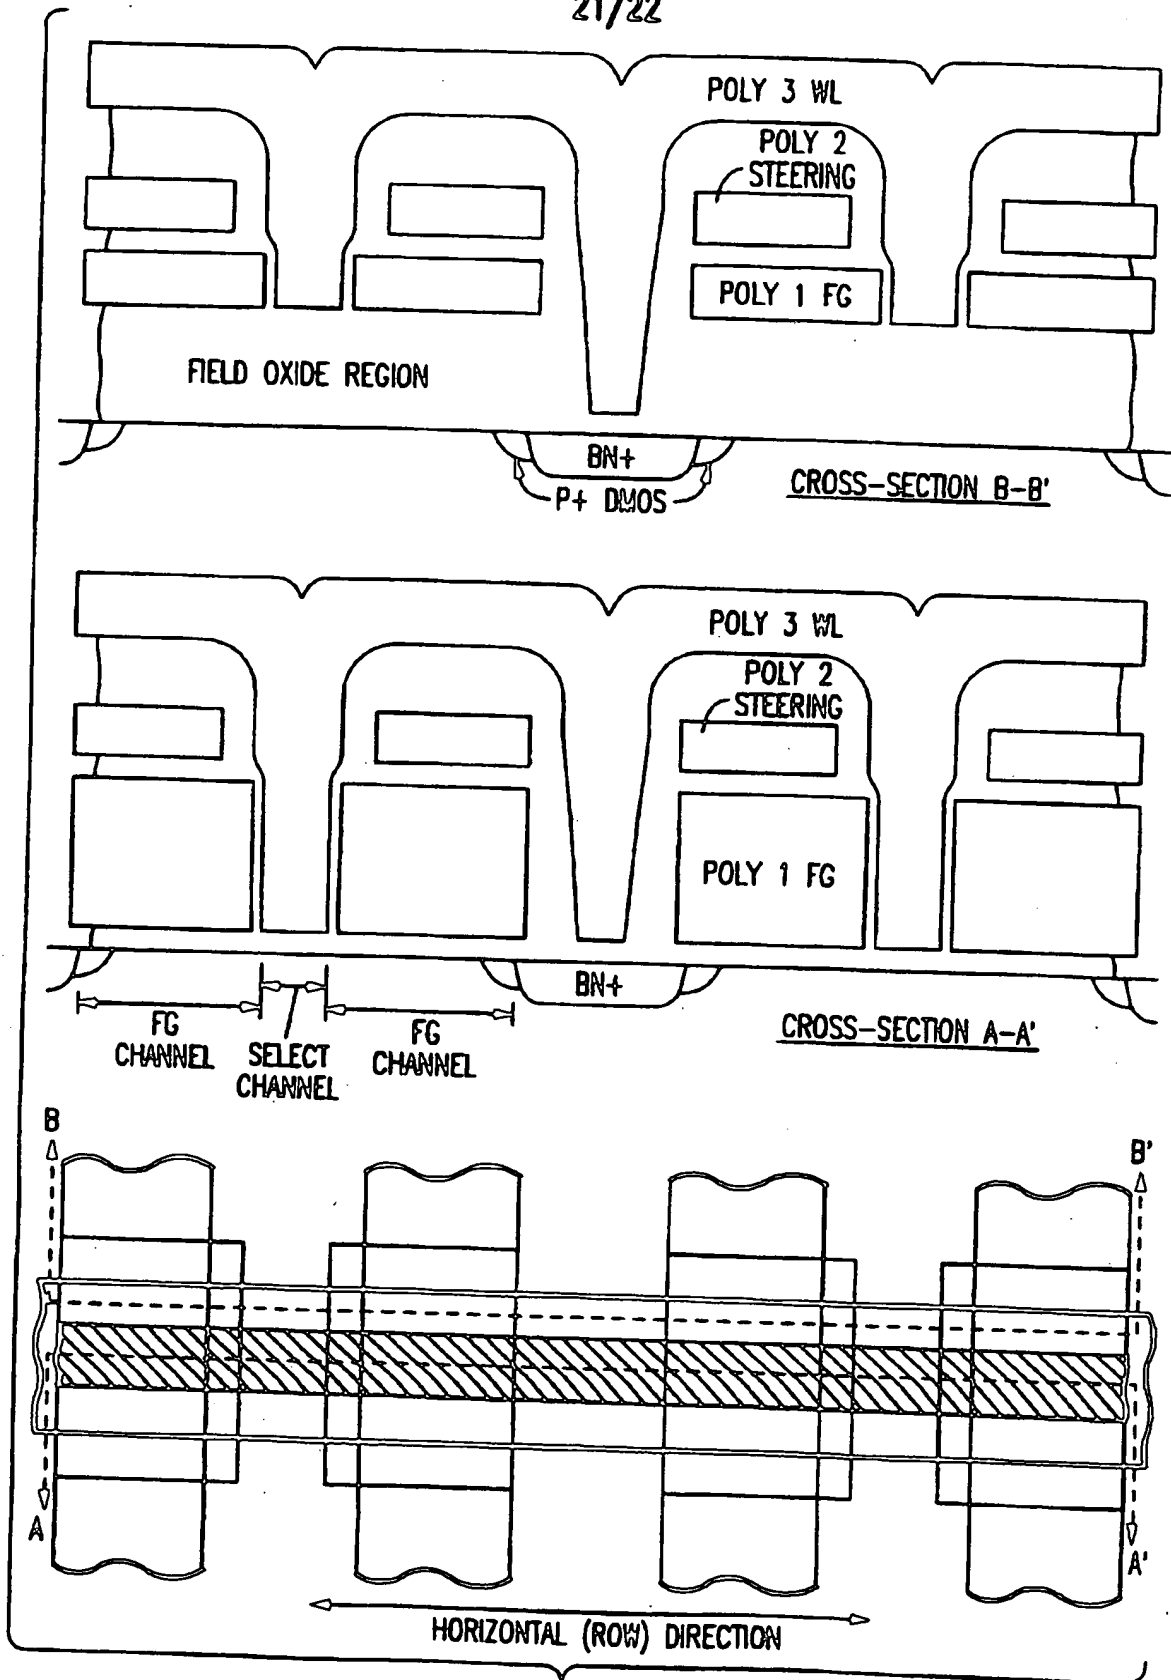 21/22
POLY 3 WL
POLY 2
STEERING
POLY 1 FG
FIELD OXIDE REGION
BN+
P+ DMOS
CROSS-SECTION B-B'
POLY 3 WL
POLY 2
STEERING
POLY 1 FG
BN+
FG
CHANNEL
SELECT
CHANNEL
FG
CHANNEL
CROSS-SECTION A-A'
B
B'
A
A'
HORIZONTAL (ROW) DIRECTION